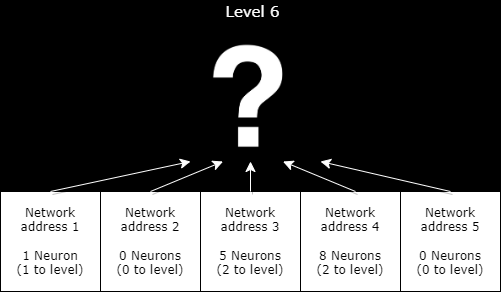 Level 6
?
Network address 1
1 Neuron
(1 to level)
Network address 2
0 Neurons
(0 to level)
Network address 3
5 Neurons
(2 to level)
Network address 4
8 Neurons
(2 to level)
Network address 5
0 Neurons
(0 to level)